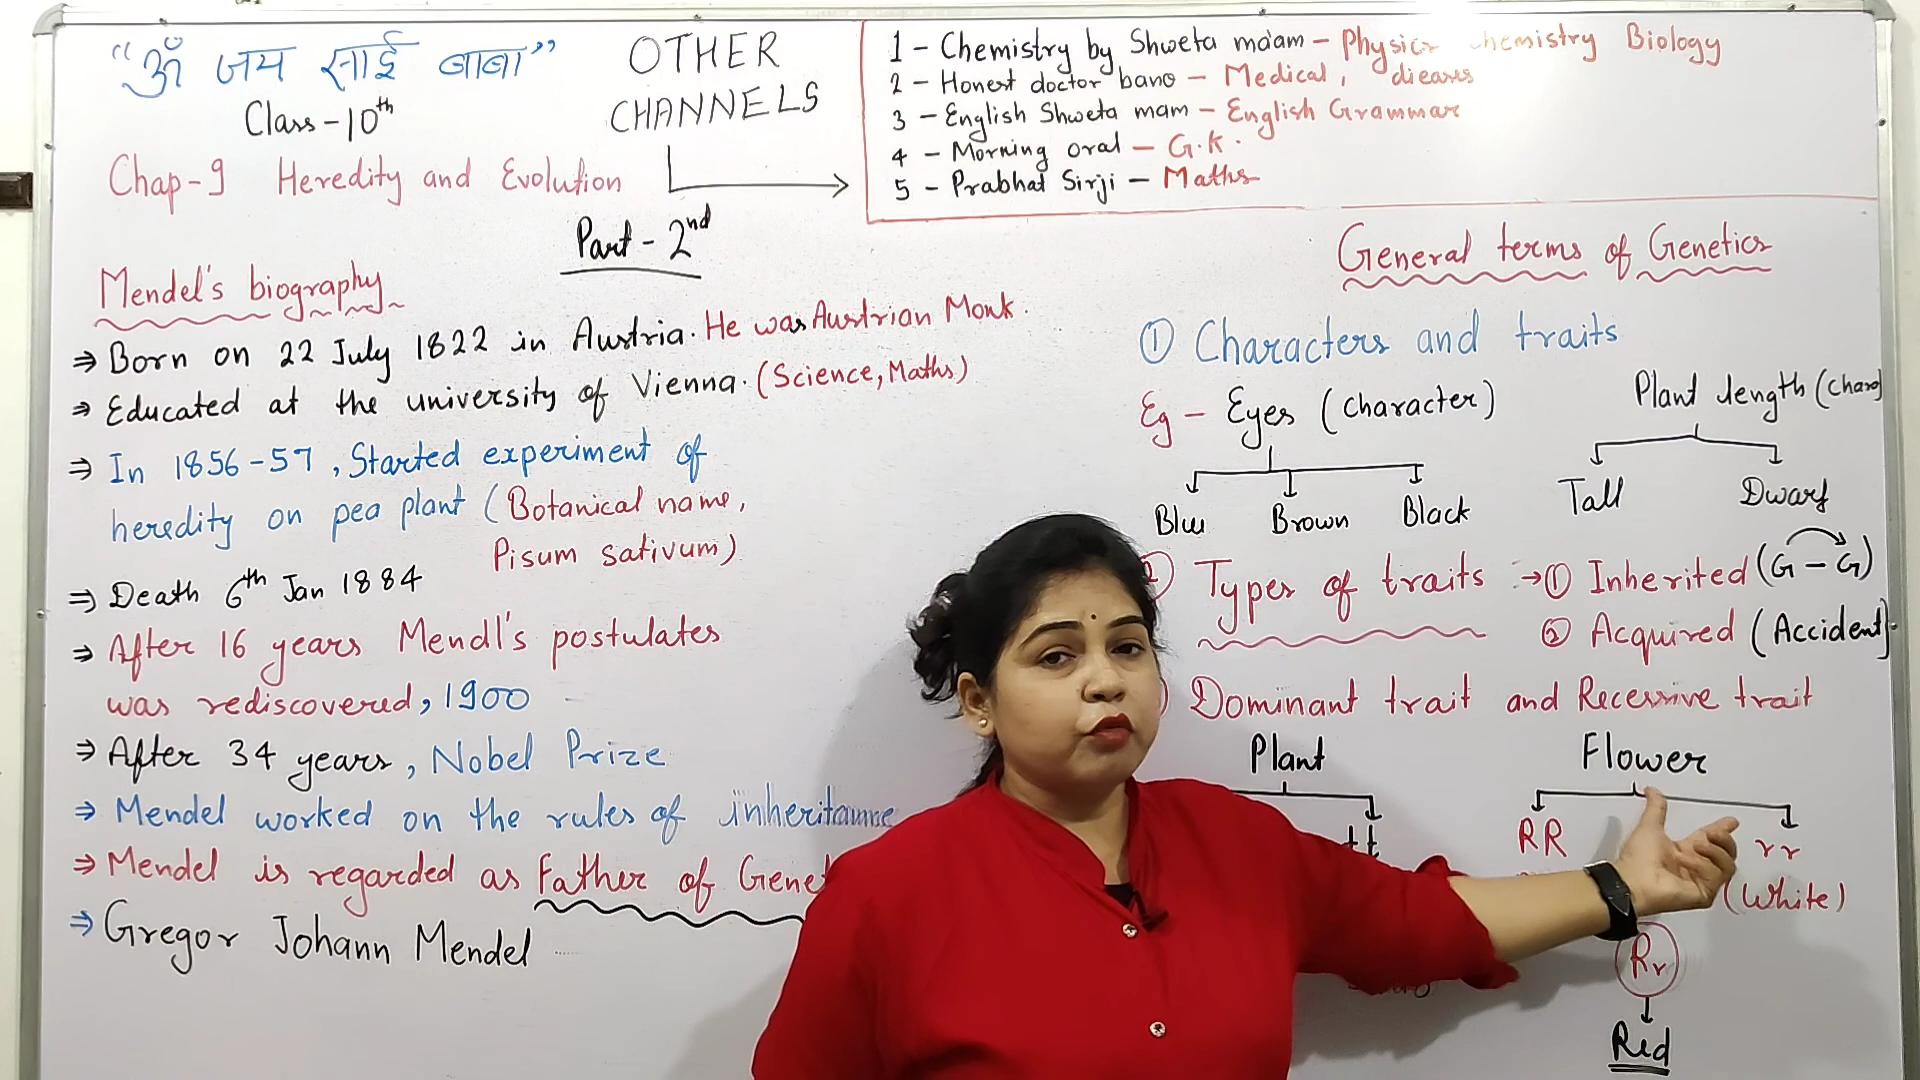 “ॐ जय साई बाबा”
Class-10th
Chap-9 Heredity and Evolution
OTHER
CHANNELS
1 - Chemistry by Shweta ma'am - Physics Chemistry Biology
2 - Honest doctor bano - Medical, dieares
3 - English Shweta mam - English Grammar
4 - Morning oral - G.K.
5 - Prabhat Sirji - Maths
Part - 2nd
Mendel's biography
⇒ Born on 22 July 1822 in Austria. He was Austrian Monk.
⇒ Educated at the university of Vienna. (Science, Maths)
⇒ In 1856-57, Started experiment of
heredity on pea plant (Botanical name,
Pisum sativum)
⇒ Death 6th Jan 1884
⇒ After 16 years Mendl's postulates
was rediscovered, 1900
⇒ After 34 years, Nobel Prize
⇒ Mendel worked on the rules of
⇒ Mendel is regarded as Father of Genet
⇒ Gregor Johann Mendel
General terms of Genetics
① Characters and traits
Eg - Eyes (character)
Blue Brown Black
Plant length (Chara)
Tall Dwarf
② Types of traits → ① Inherited (G - G)
② Acquired (Accident)
Dominant trait and Recessive trait
Plant
tt
Flower
RR rr
(White)
Rr
Red